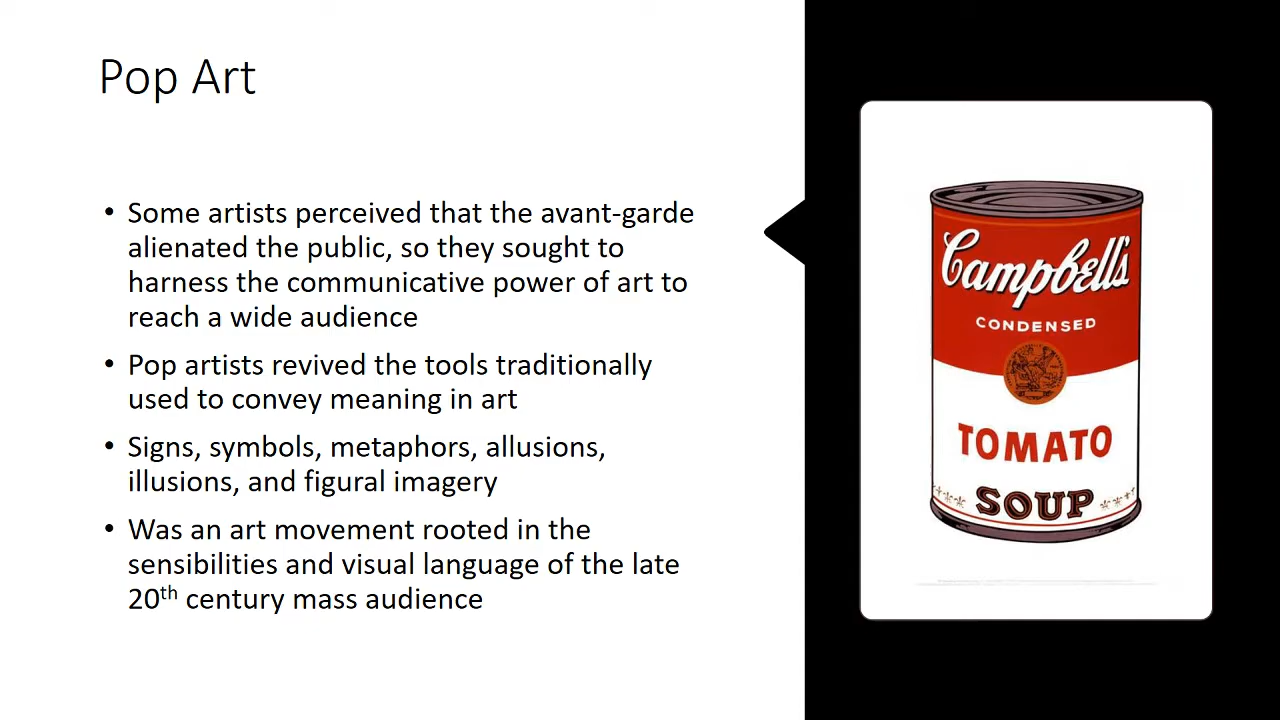 Pop Art
• Some artists perceived that the avant-garde
alienated the public, so they sought to
harness the communicative power of art to
reach a wide audience
• Pop artists revived the tools traditionally
used to convey meaning in art
• Signs, symbols, metaphors, allusions,
illusions, and figural imagery
• Was an art movement rooted in the
sensibilities and visual language of the late
20th century mass audience
Campbell's
CONDENSED
TOMATO
SOUP